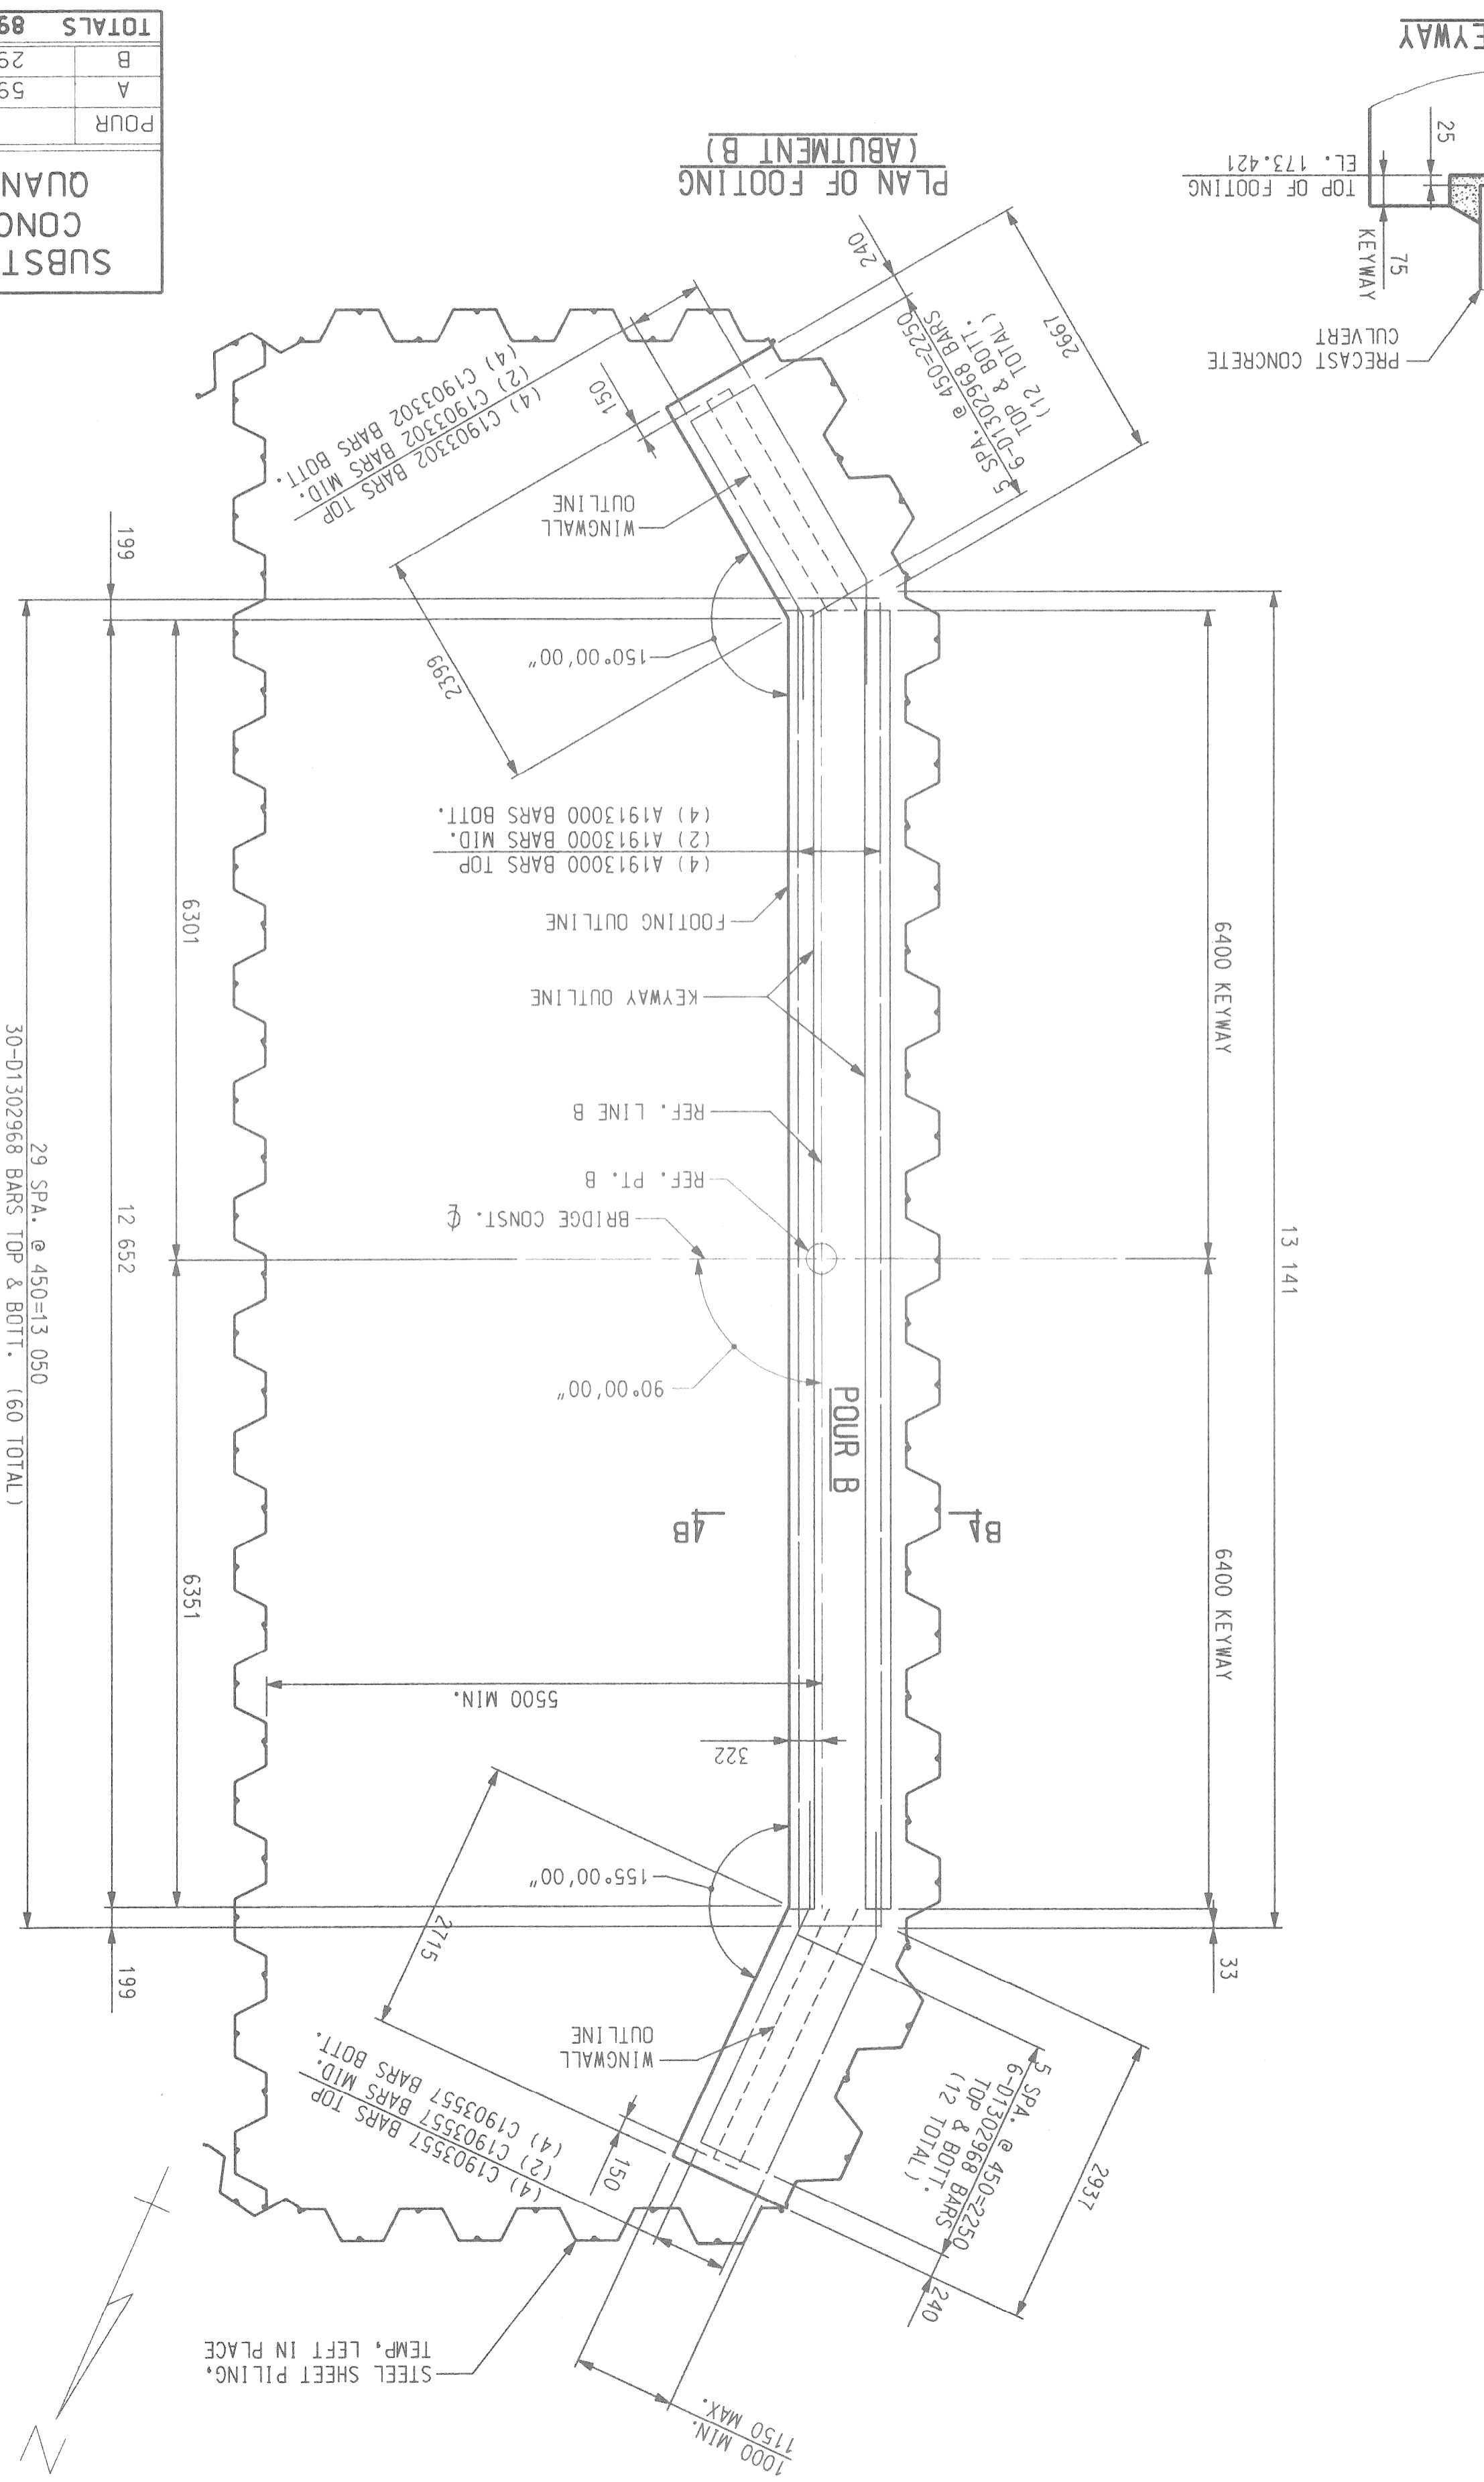 PLAN OF FOOTING
(ABUTMENT B)
STEEL SHEET PILING,
TEMP. LEFT IN PLACE
N
1000 MIN.
1150 MAX.
(4) C1903557 BARS TOP
(2) C1903557 BARS MID.
(4) C1903557 BARS BOTT.
150
240
2937
5 SPA. @ 450=2250
6-D1302968 BARS
TOP & BOTT.
(12 TOTAL)
WINGWALL
OUTLINE
2715
155°00'00"
199
33
322
5500 MIN.
6351
6400 KEYWAY
B
B
POUR B
90°00'00"
BRIDGE CONST. ℄
REF. PT. B
REF. LINE B
12 652
13 141
29 SPA. @ 450=13 050
30-D1302968 BARS TOP & BOTT. (60 TOTAL)
KEYWAY OUTLINE
FOOTING OUTLINE
6301
6400 KEYWAY
(4) A1913000 BARS TOP
(2) A1913000 BARS MID.
(4) A1913000 BARS BOTT.
2399
150°00'00"
199
WINGWALL
OUTLINE
150
(4) C1903302 BARS TOP
(2) C1903302 BARS MID.
(4) C1903302 BARS BOTT.
5 SPA. @ 450=2250
6-D1302968 BARS
TOP & BOTT.
(12 TOTAL)
2667
240
PRECAST CONCRETE
CULVERT
75
KEYWAY
TOP OF FOOTING
EL. 173.421
25
POUR
A
B
TOTALS